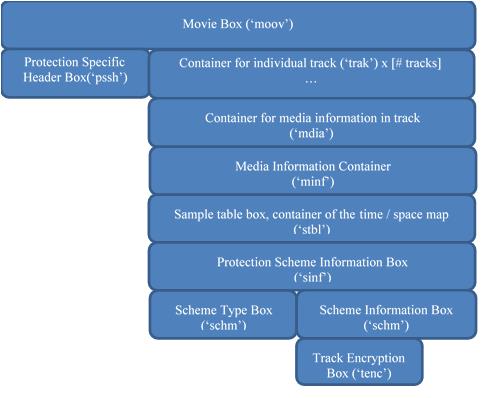 Movie Box (‘moov’)
Protection Specific
Header Box(‘pssh’)
Container for individual track (‘trak’) x [# tracks]
…
Container for media information in track
(‘mdia’)
Media Information Container
(‘minf’)
Sample table box, container of the time / space map
(‘stbl’)
Protection Scheme Information Box
(‘sinf’)
Scheme Type Box
(‘schm’)
Scheme Information Box
(‘schm’)
Track Encryption
Box (‘tenc’)